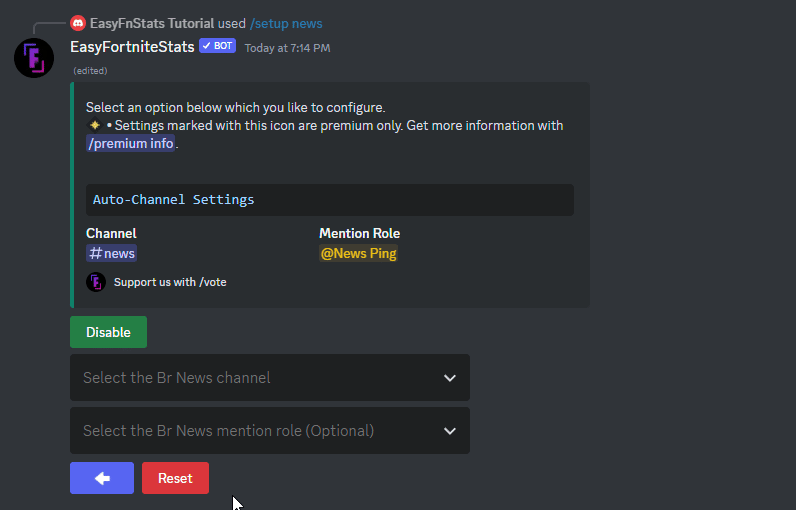 EasyFnStats Tutorial used /setup news
EasyFortniteStats ✓ BOT Today at 7:14 PM
(edited)
Select an option below which you like to configure.
• Settings marked with this icon are premium only. Get more information with
/premium info.
Auto-Channel Settings
Channel Mention Role
#news @News Ping
Support us with /vote
Disable
Select the Br News channel
Select the Br News mention role (Optional)
Reset